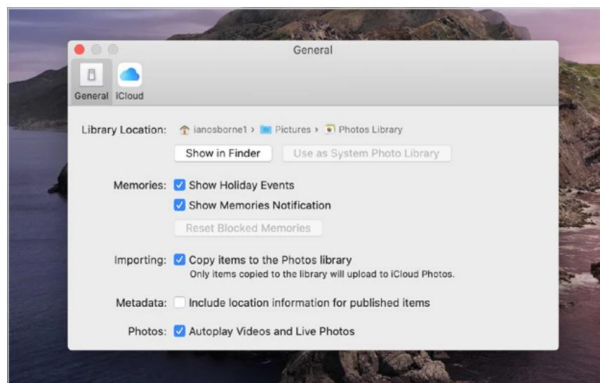 General
General iCloud
Library Location: ianosborne1 › Pictures › Photos Library
Show in Finder Use as System Photo Library
Memories: Show Holiday Events
Show Memories Notification
Reset Blocked Memories
Importing: Copy items to the Photos library
Only items copied to the library will upload to iCloud Photos.
Metadata: Include location information for published items
Photos: Autoplay Videos and Live Photos